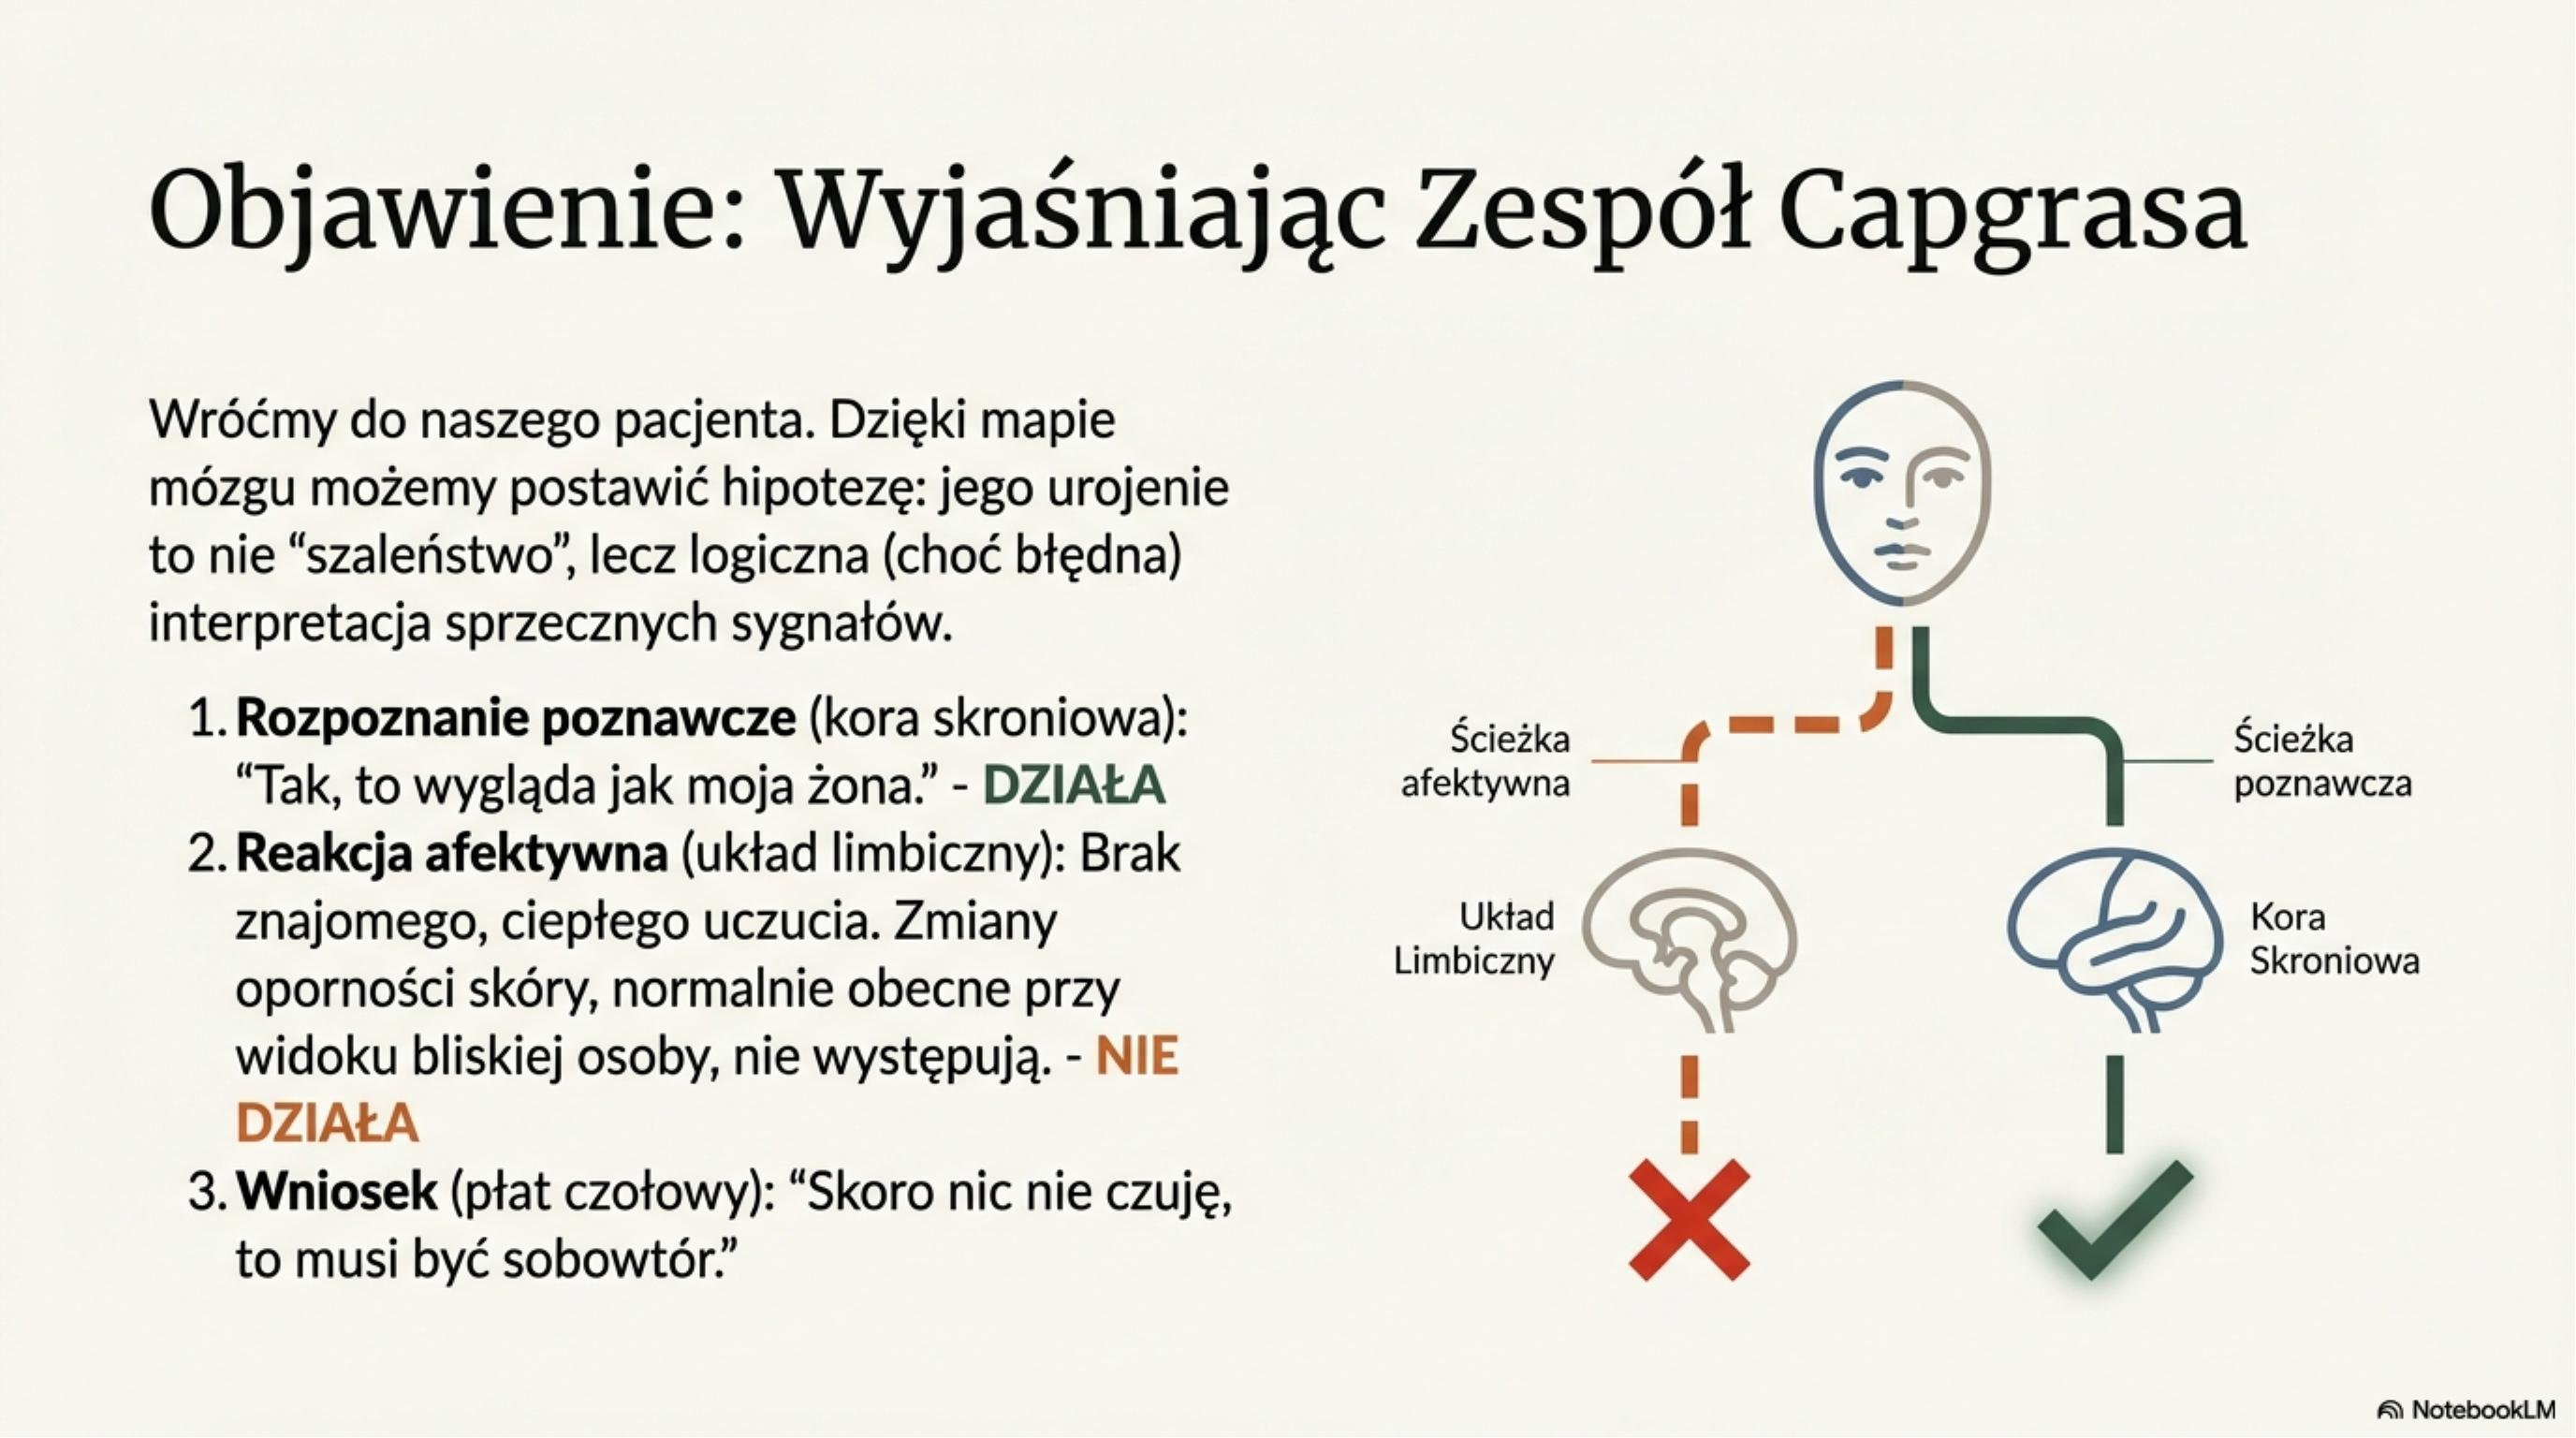 Objawienie: Wyjaśniając Zespół Capgrasa
Wróćmy do naszego pacjenta. Dzięki mapie
mózgu możemy postawić hipotezę: jego urojenie
to nie “szaleństwo”, lecz logiczna (choć błędna)
interpretacja sprzecznych sygnałów.
1. Rozpoznanie poznawcze (kora skroniowa):
“Tak, to wygląda jak moja żona.” - DZIAŁA
2. Reakcja afektywna (układ limbiczny): Brak
znajomego, ciepłego uczucia. Zmiany
oporności skóry, normalnie obecne przy
widoku bliskiej osoby, nie występują. - NIE
DZIAŁA
3. Wniosek (płat czołowy): “Skoro nic nie czuję,
to musi być sobowtór.”
Ścieżka
afektywna
Ścieżka
poznawcza
Układ
Limbiczny
Kora
Skroniowa
NotebookLM